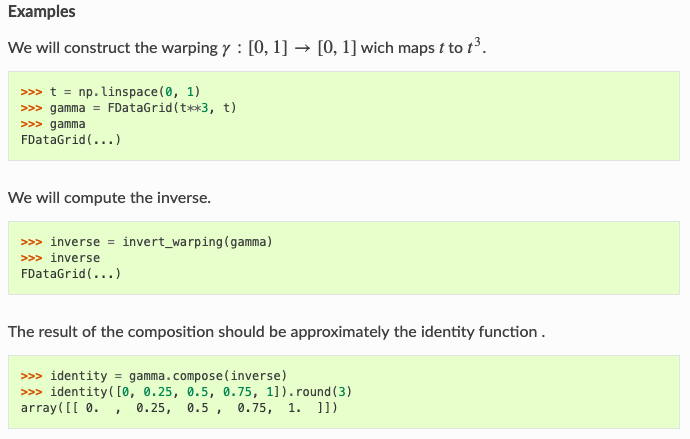 Examples
We will construct the warping γ : [0, 1] → [0, 1] wich maps t to t³.
>>> t = np.linspace(0, 1)
>>> gamma = FDataGrid(t**3, t)
>>> gamma
FDataGrid(...)
We will compute the inverse.
>>> inverse = invert_warping(gamma)
>>> inverse
FDataGrid(...)
The result of the composition should be approximately the identity function .
>>> identity = gamma.compose(inverse)
>>> identity([0, 0.25, 0.5, 0.75, 1]).round(3)
array([[ 0.  ,  0.25,  0.5 ,  0.75,  1.  ]])